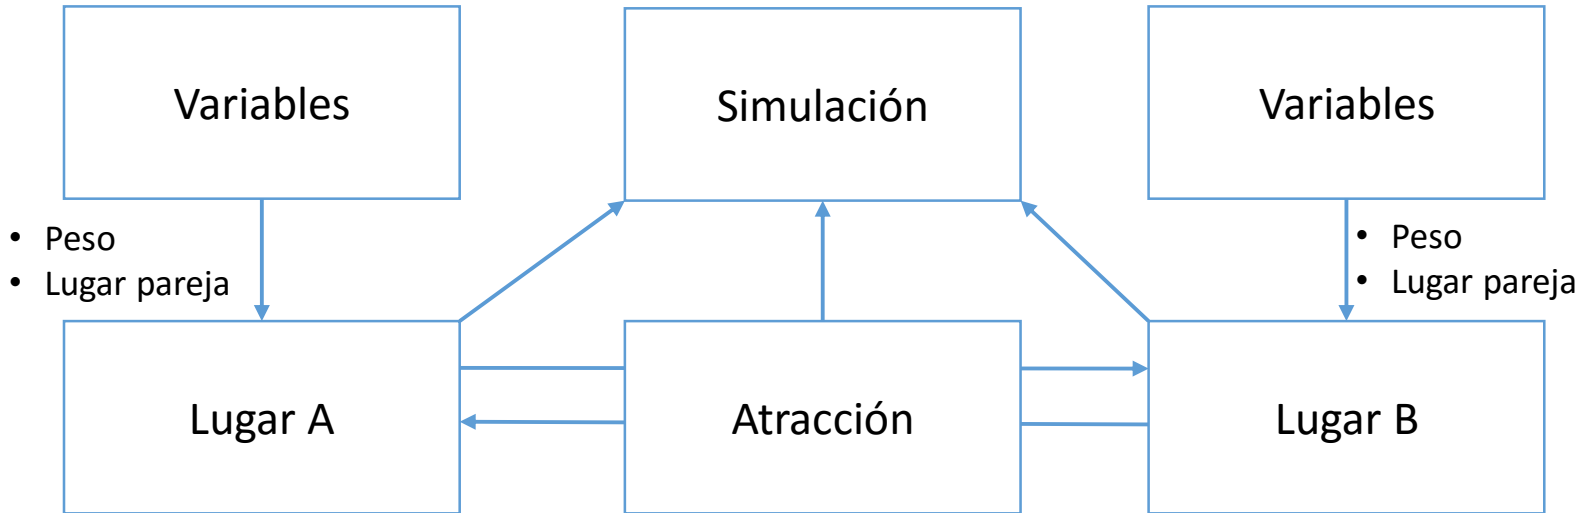 Variables
Simulación
Variables
• Peso
• Lugar pareja
• Peso
• Lugar pareja
Lugar A
Atracción
Lugar B